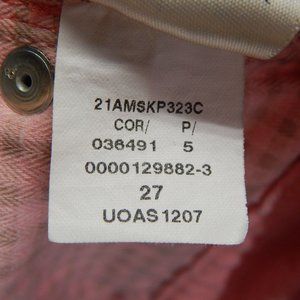 21AMSKP323C
COR/ P/
036491 5
0000129882-3
27
UOAS1207